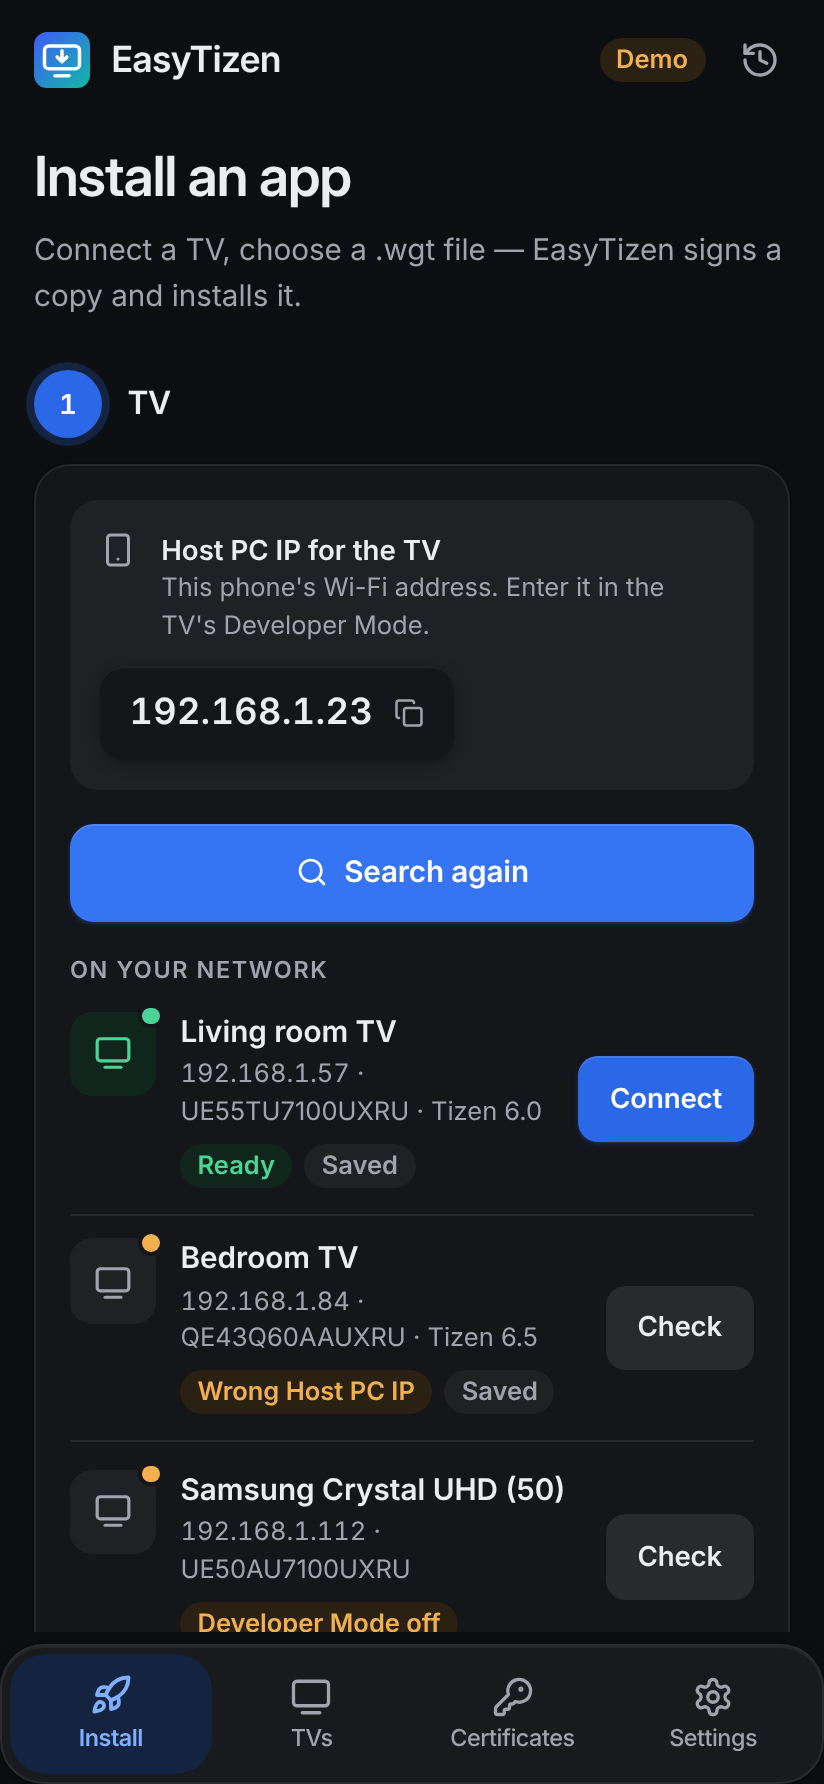 EasyTizen
Demo
Install an app
Connect a TV, choose a .wgt file — EasyTizen signs a
copy and installs it.
1
TV
Host PC IP for the TV
This phone's Wi-Fi address. Enter it in the
TV's Developer Mode.
192.168.1.23
Search again
ON YOUR NETWORK
Living room TV
192.168.1.57 ·
UE55TU7100UXRU · Tizen 6.0
Connect
Ready
Saved
Bedroom TV
192.168.1.84 ·
QE43Q60AAUXRU · Tizen 6.5
Check
Wrong Host PC IP
Saved
Samsung Crystal UHD (50)
192.168.1.112 ·
UE50AU7100UXRU
Check
Developer Mode off
Install
TVs
Certificates
Settings